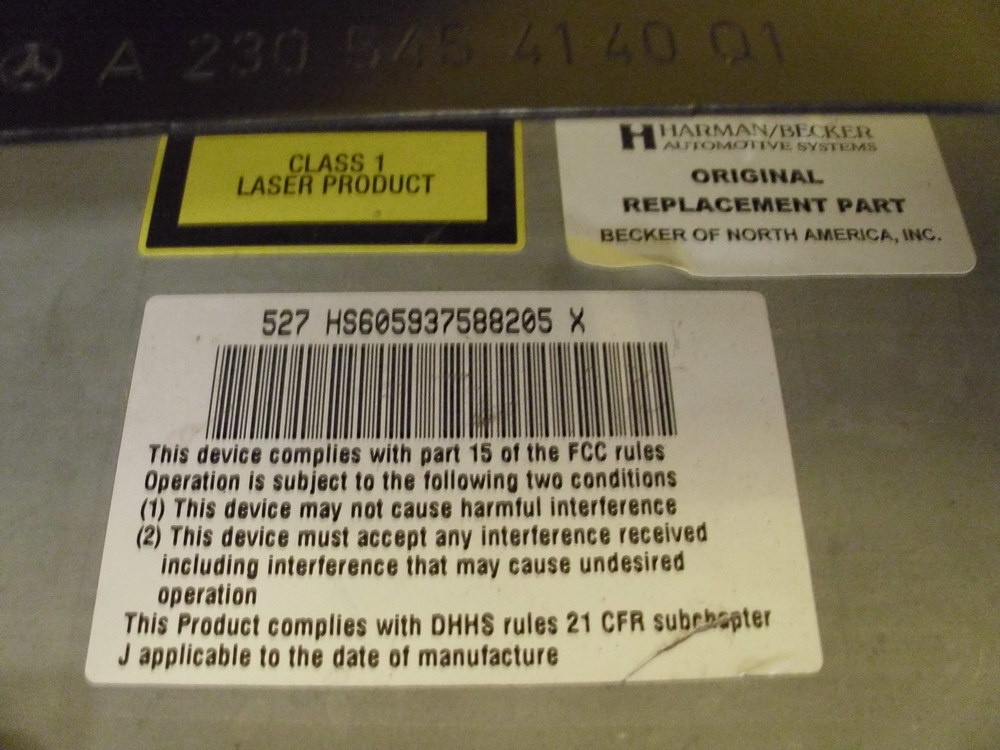 A 230 545 41 40 Q1
CLASS 1
LASER PRODUCT
HARMAN/BECKER
AUTOMOTIVE SYSTEMS
ORIGINAL
REPLACEMENT PART
BECKER OF NORTH AMERICA, INC.
527 HS605937588205 X
This device complies with part 15 of the FCC rules
Operation is subject to the following two conditions
(1) This device may not cause harmful interference
(2) This device must accept any interference received
including interference that may cause undesired
operation
This Product complies with DHHS rules 21 CFR subchapter
J applicable to the date of manufacture